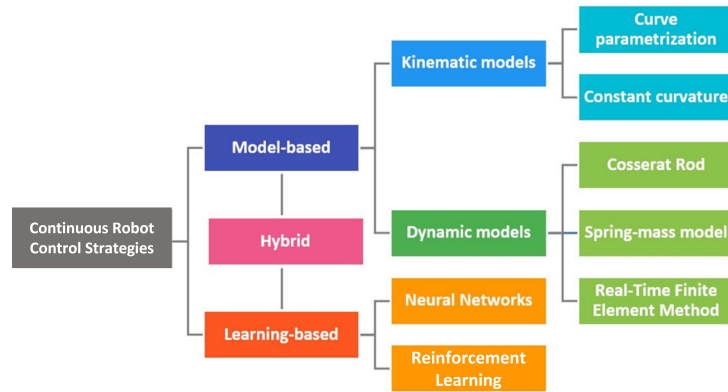 Continuous Robot
Control Strategies
Model-based
Hybrid
Learning-based
Kinematic models
Dynamic models
Neural Networks
Reinforcement
Learning
Curve
parametrization
Constant curvature
Cosserat Rod
Spring-mass model
Real-Time Finite
Element Method